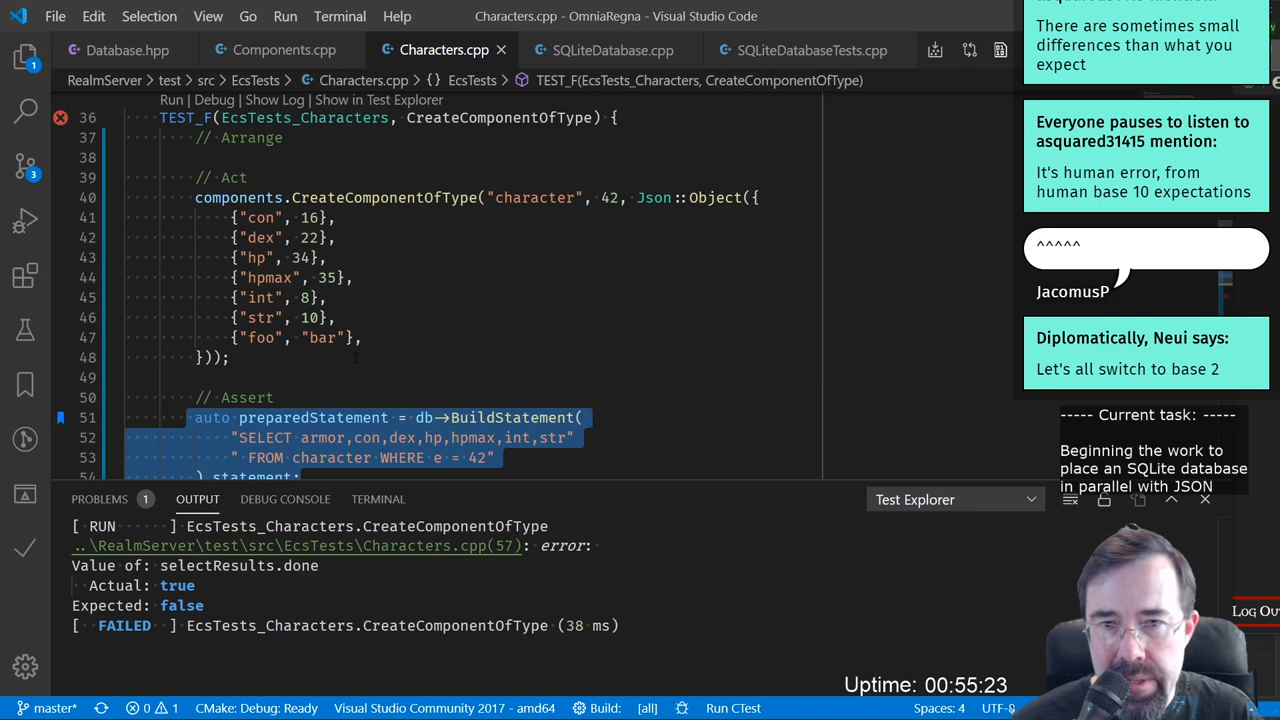 File Edit Selection View Go Run Terminal Help
Characters.cpp - OmniaRegna - Visual Studio Code
Database.hpp Components.cpp Characters.cpp SQLiteDatabase.cpp SQLiteDatabaseTests.cpp
RealmServer > test > src > EcsTests > Characters.cpp > {} EcsTests > TEST_F(EcsTests_Characters, CreateComponentOfType)
Run | Debug | Show Log | Show in Test Explorer
36 TEST_F(EcsTests_Characters, CreateComponentOfType) {
37 // Arrange
38
39 // Act
40 components.CreateComponentOfType("character", 42, Json::Object({
41 {"con", 16},
42 {"dex", 22},
43 {"hp", 34},
44 {"hpmax", 35},
45 {"int", 8},
46 {"str", 10},
47 {"foo", "bar"},
48 }));
49
50 // Assert
51 auto preparedStatement = db->BuildStatement(
52 "SELECT armor,con,dex,hp,hpmax,int,str"
53 " FROM character WHERE e = 42"
54 ).statement;
PROBLEMS 1 OUTPUT DEBUG CONSOLE TERMINAL
Test Explorer
[ RUN ] EcsTests_Characters.CreateComponentOfType
..\RealmServer\test\src\EcsTests\Characters.cpp(57): error:
Value of: selectResults.done
Actual: true
Expected: false
[ FAILED ] EcsTests_Characters.CreateComponentOfType (38 ms)
There are sometimes small
differences than what you
expect
Everyone pauses to listen to
asquared31415 mention:
It's human error, from
human base 10 expectations
^^^^^
JacomusP
Diplomatically, Neui says:
Let's all switch to base 2
----- Current task: -----
Beginning the work to
place an SQLite database
in parallel with JSON
1
3
Uptime: 00:55:23
master* 0 1 CMake: Debug: Ready Visual Studio Community 2017 - amd64 Build: [all] Run CTest Spaces: 4 UTF-8